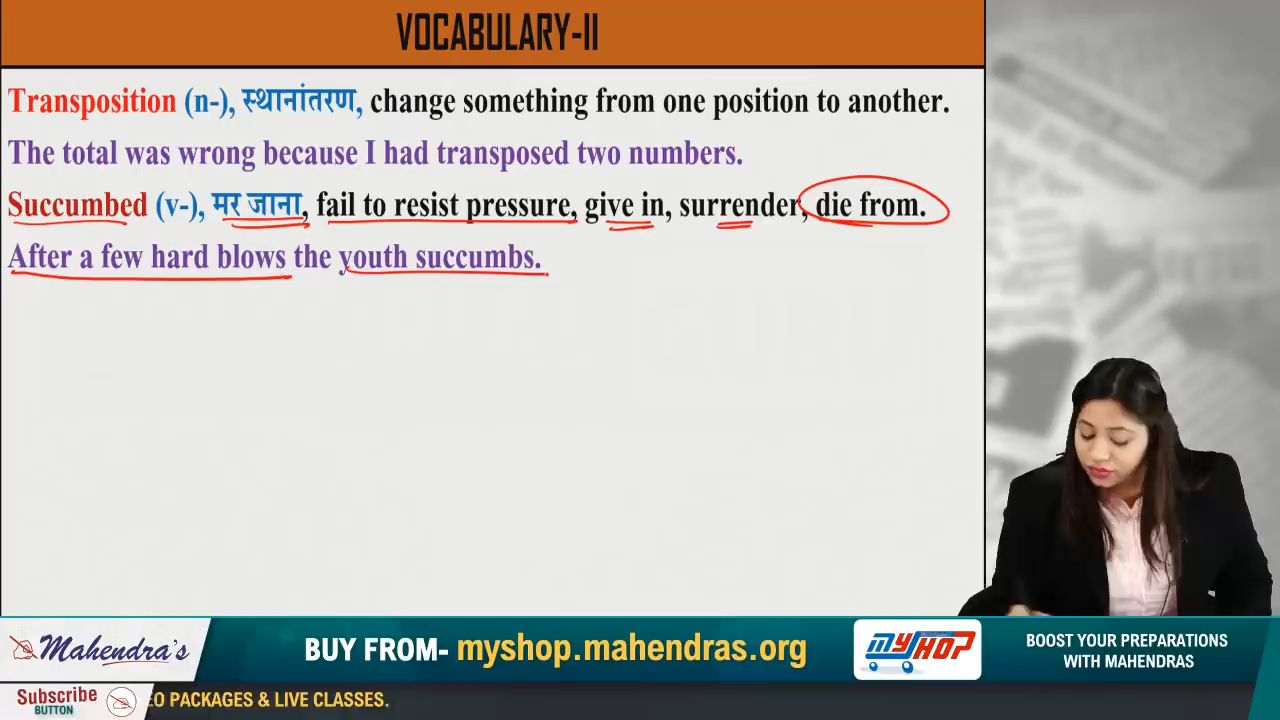 VOCABULARY-II
Transposition (n-), स्थानांतरण, change something from one position to another.
The total was wrong because I had transposed two numbers.
Succumbed (v-), मर जाना, fail to resist pressure, give in, surrender, die from.
After a few hard blows the youth succumbs.
Mahendra's
BUY FROM- myshop.mahendras.org
MYSHOP
BOOST YOUR PREPARATIONS
WITH MAHENDRAS
Subscribe
BUTTON
EO PACKAGES & LIVE CLASSES.